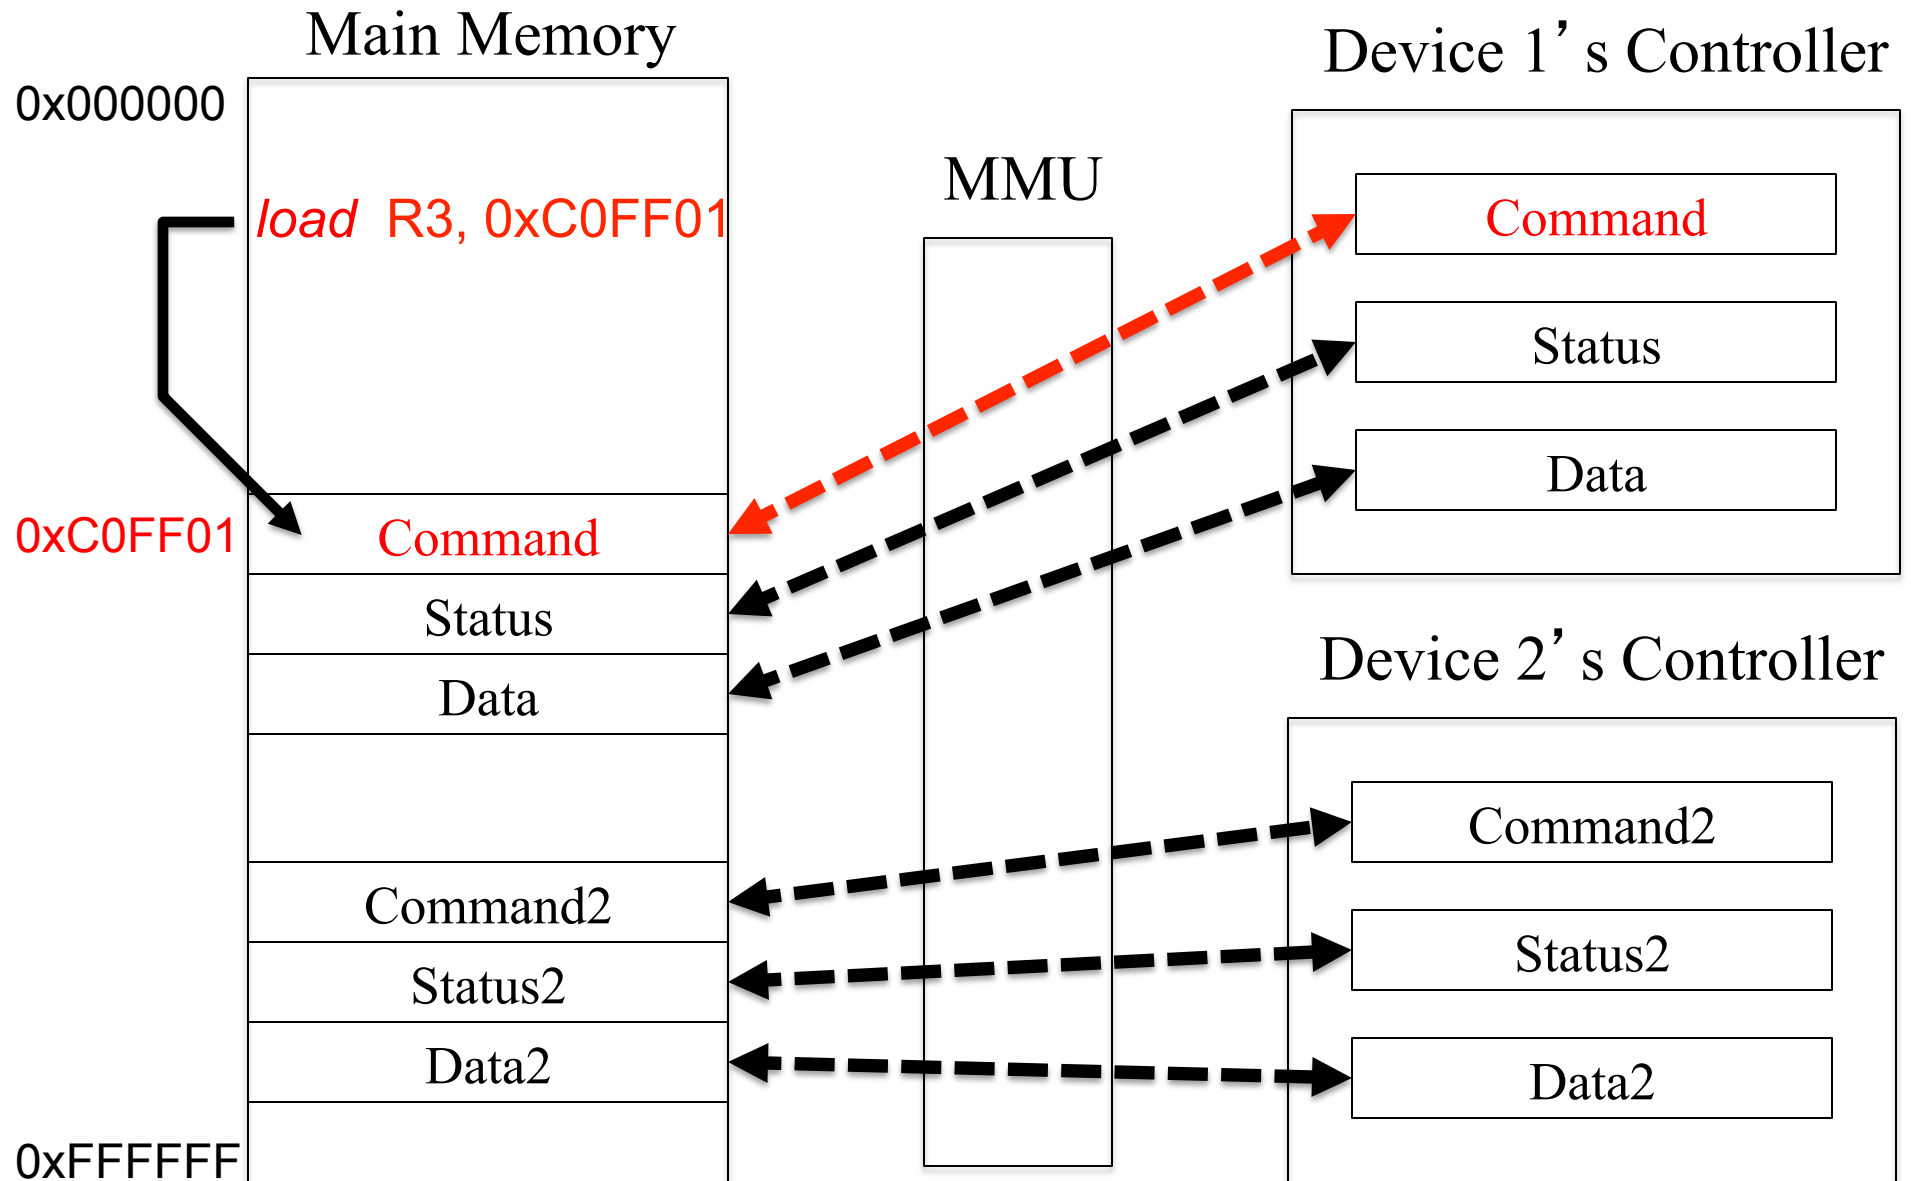 Main Memory
Device 1’s Controller
0x000000
MMU
load R3, 0xC0FF01
Command
Status
Data
0xC0FF01
Command
Status
Data
Device 2’s Controller
Command2
Status2
Data2
Command2
Status2
Data2
0xFFFFFF